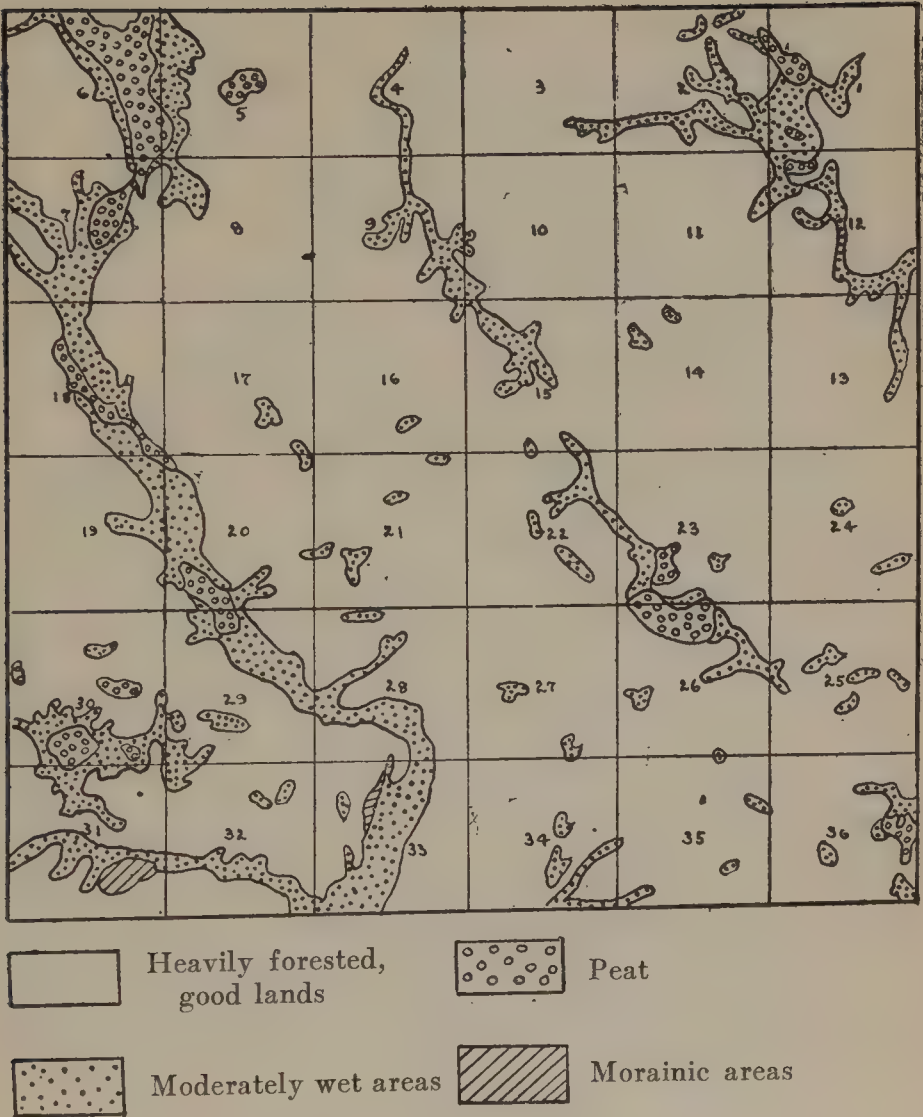 6 5 4 3 2 1
7 8 9 10 11 12
18 17 16 15 14 13
19 20 21 22 23 24
30 29 28 27 26 25
31 32 33 34 35 36
Heavily forested,
good lands
Peat
Moderately wet areas
Morainic areas